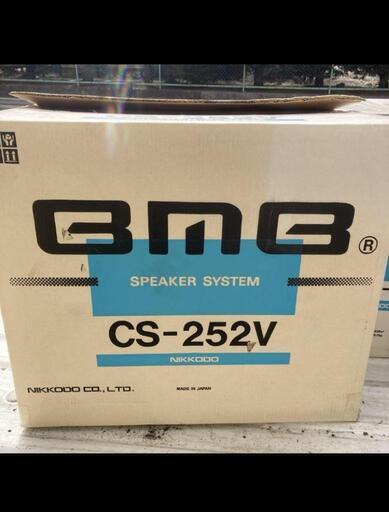 BMB®
SPEAKER SYSTEM
CS-252V
NIKKODO
NIKKODO CO., LTD.
MADE IN JAPAN